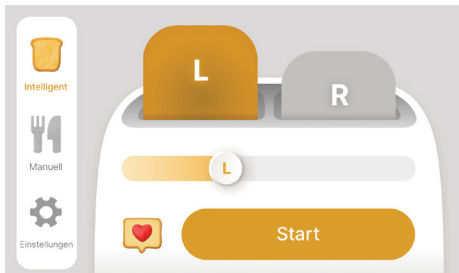 Intelligent
Manuell
Einstellungen
L
R
L
Start